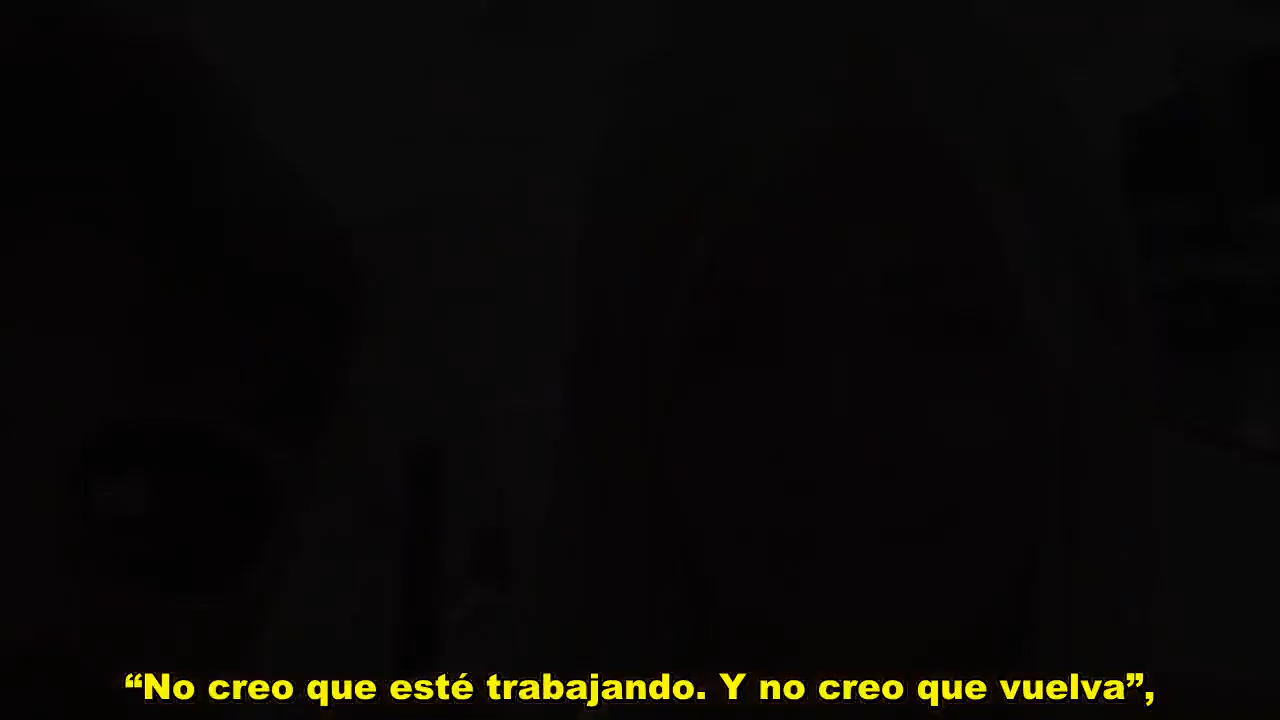 “No creo que esté trabajando. Y no creo que vuelva”,